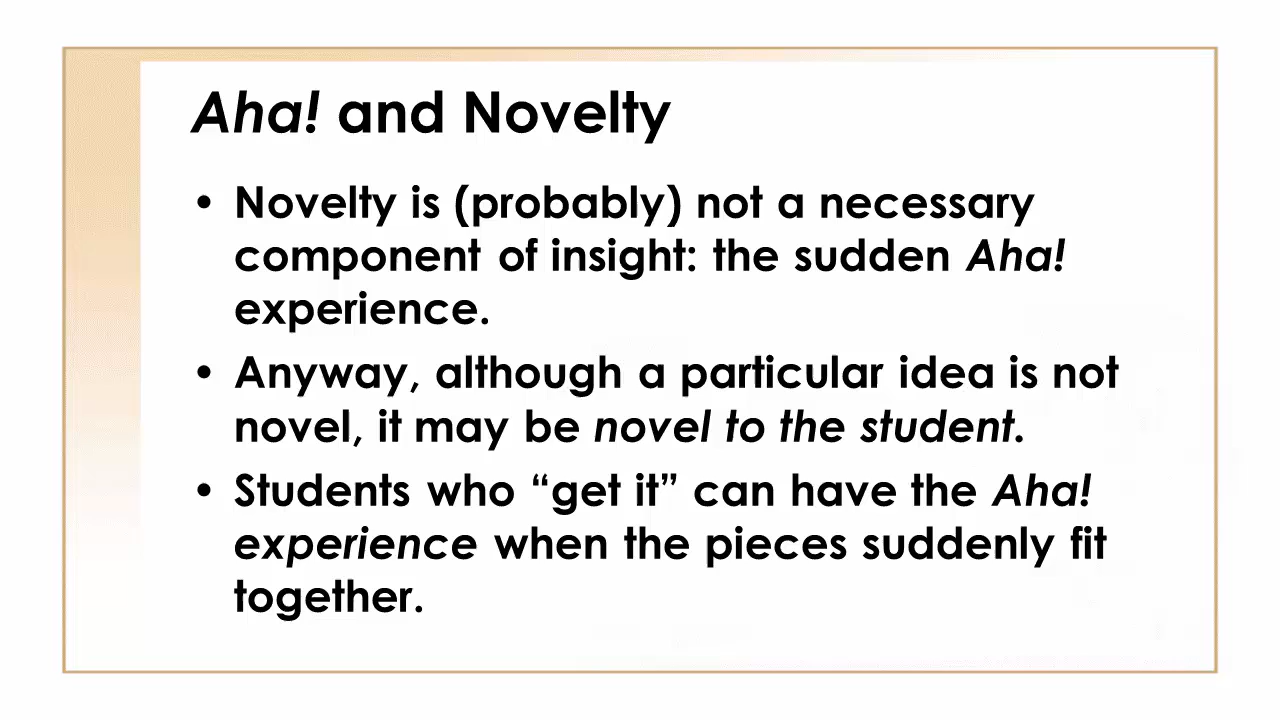 Aha! and Novelty
• Novelty is (probably) not a necessary
component of insight: the sudden Aha!
experience.
• Anyway, although a particular idea is not
novel, it may be novel to the student.
• Students who “get it” can have the Aha!
experience when the pieces suddenly fit
together.